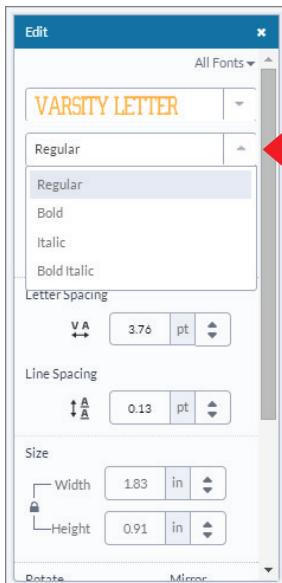 Edit ×
All Fonts
VARSITY LETTER
Regular
Regular
Bold
Italic
Bold Italic
Letter Spacing
V A 3.76 pt
Line Spacing
A A 0.13 pt
Size
Width 1.83 in
Height 0.91 in
Rotate Mirror